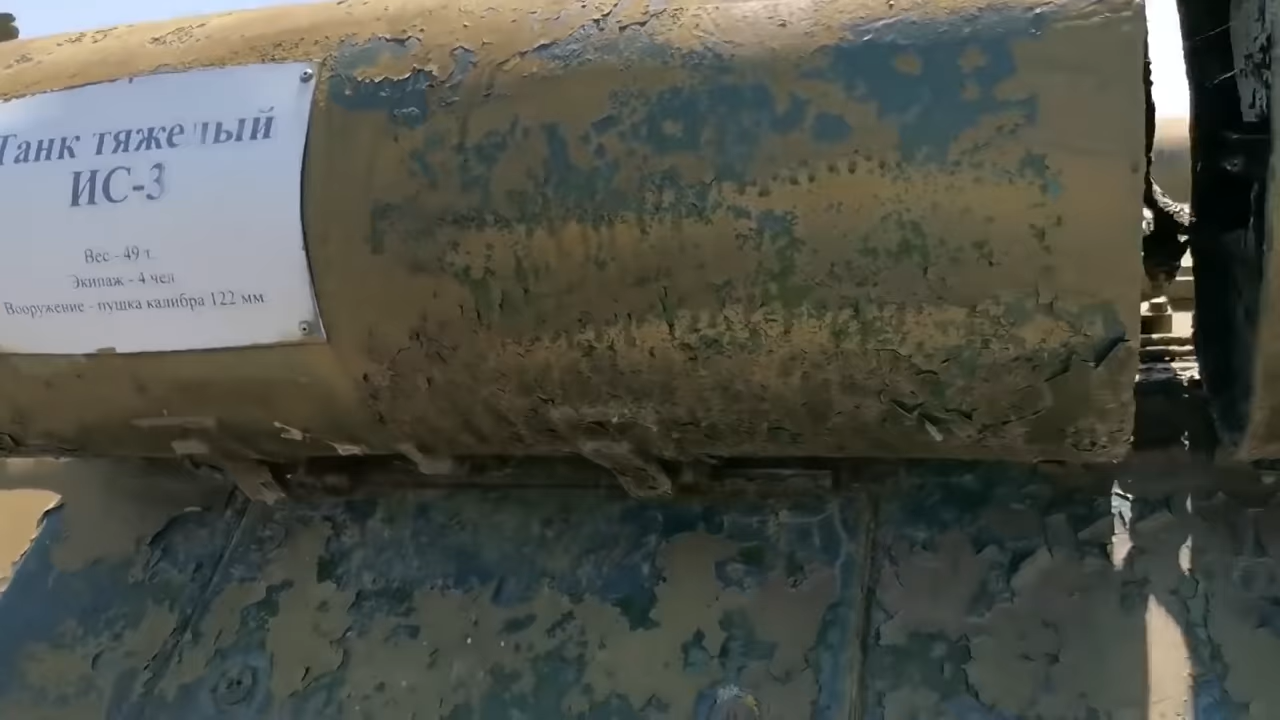 Танк тяжелый
ИС-3
Вес - 49 т.
Экипаж - 4 чел
Вооружение - пушка калибра 122 мм